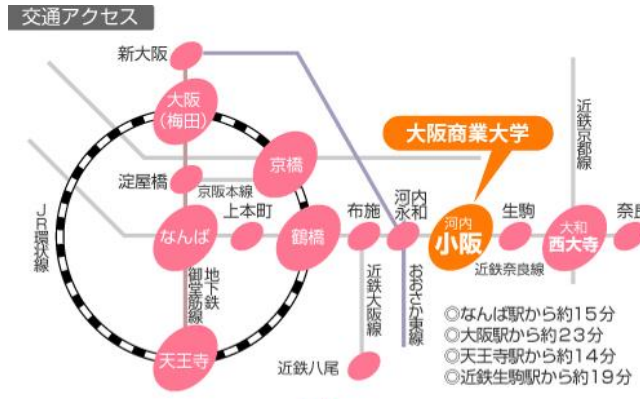 交通アクセス
新大阪
大阪
(梅田)
大阪商業大学
近鉄京都線
京橋
淀屋橋
京阪本線
上本町
布施
河内
永和
河内
小阪
生駒
大和
西大寺
奈良
JR環状線
なんば
鶴橋
近鉄奈良線
地下鉄
御堂筋線
近鉄大阪線
おおさか東線
天王寺
近鉄八尾
◎なんば駅から約15分
◎大阪駅から約23分
◎天王寺駅から約14分
◎近鉄生駒駅から約19分